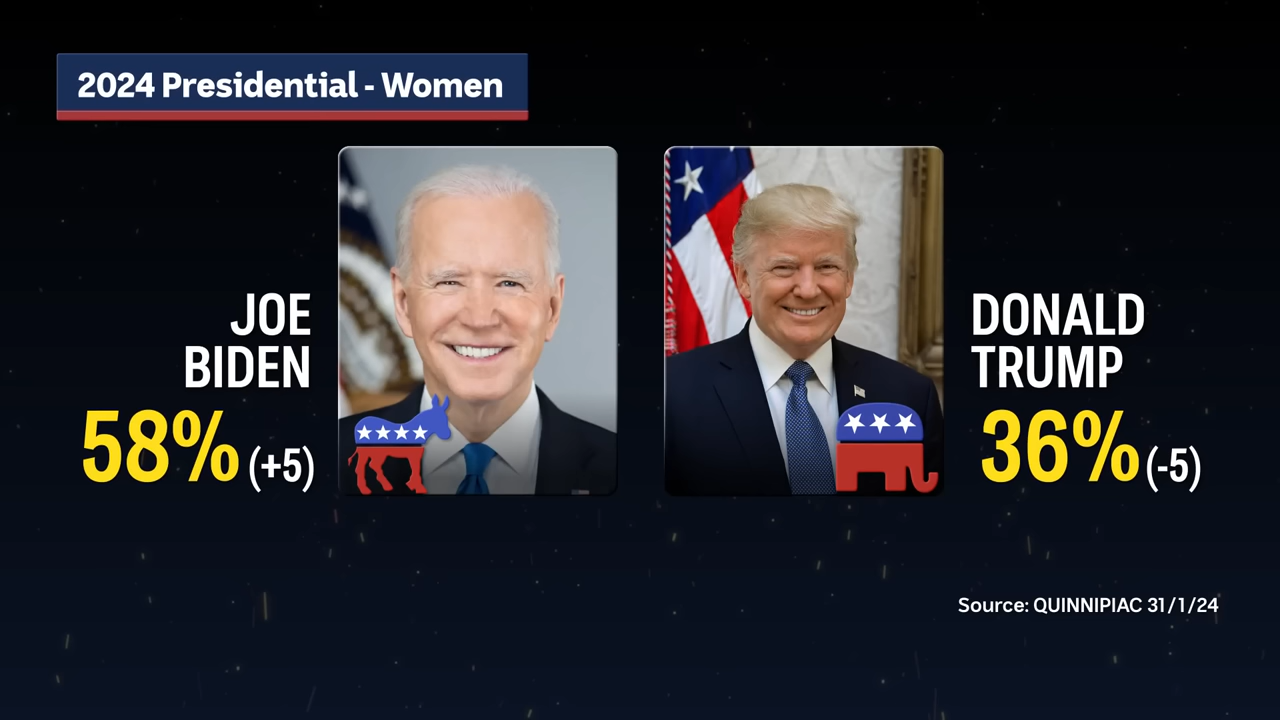 2024 Presidential - Women
JOE
BIDEN
58% (+5)
DONALD
TRUMP
36% (-5)
Source: QUINNIPIAC 31/1/24